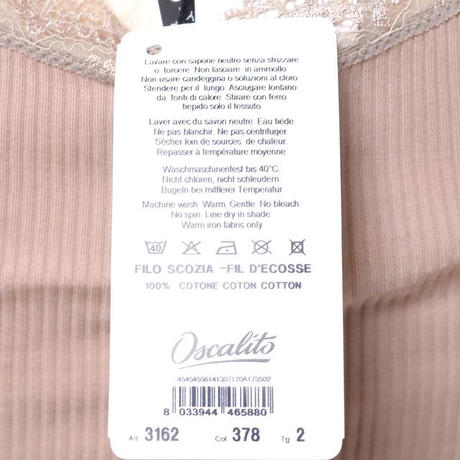 Lavare con sapone neutro senza strizzare
o torcere Non lasciare in ammollo
Non usare candeggina o soluzioni al cloro
Stendere per il lungo Asciugare lontano
da fonti di calore Stirare con ferro
tiepido solo il tessuto
Laver avec du savon neutre. Eau tiède
Ne pas blanchir. Ne pas centrifuger
Sécher loin de sources de chaleur
Repasser à température moyenne
Waschmaschinenfest bis 40°C
Nicht chloren, nicht schleudern
Bugeln bei mittlerer Temperatur
Machine wash Warm Gentle No bleach
No spin Line dry in shade
Warm iron fabric only
40
FILO SCOZIA -FIL D'ECOSSE
100% COTONE COTON COTTON
Oscalito
45454556141307120A173502
8 033944 465880
Art. 3162 Col. 378 Tg. 2